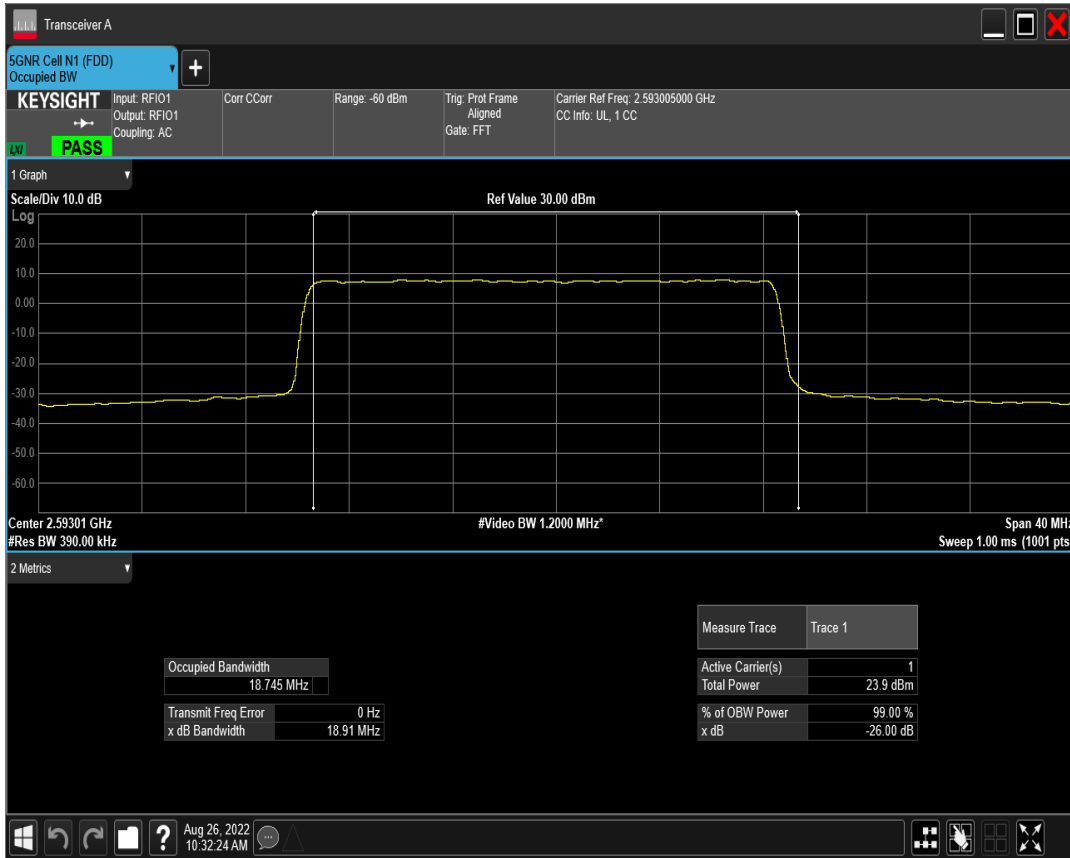 Transceiver A
5GNR Cell N1 (FDD)
Occupied BW
+
KEYSIGHT
LXI
PASS
Input: RFIO1
Output: RFIO1
Coupling: AC
Corr CCorr
Range: -60 dBm
Trig: Prot Frame
Aligned
Gate: FFT
Carrier Ref Freq: 2.593005000 GHz
CC Info: UL, 1 CC
1 Graph
Scale/Div 10.0 dB
Ref Value 30.00 dBm
Log
20.0
10.0
0.00
-10.0
-20.0
-30.0
-40.0
-50.0
-60.0
Center 2.59301 GHz
#Video BW 1.2000 MHz*
Span 40 MHz
#Res BW 390.00 kHz
Sweep 1.00 ms (1001 pts
2 Metrics
Measure Trace Trace 1
Occupied Bandwidth
18.745 MHz
Active Carrier(s) 1
Total Power 23.9 dBm
Transmit Freq Error 0 Hz
x dB Bandwidth 18.91 MHz
% of OBW Power 99.00 %
x dB -26.00 dB
?
Aug 26, 2022
10:32:24 AM